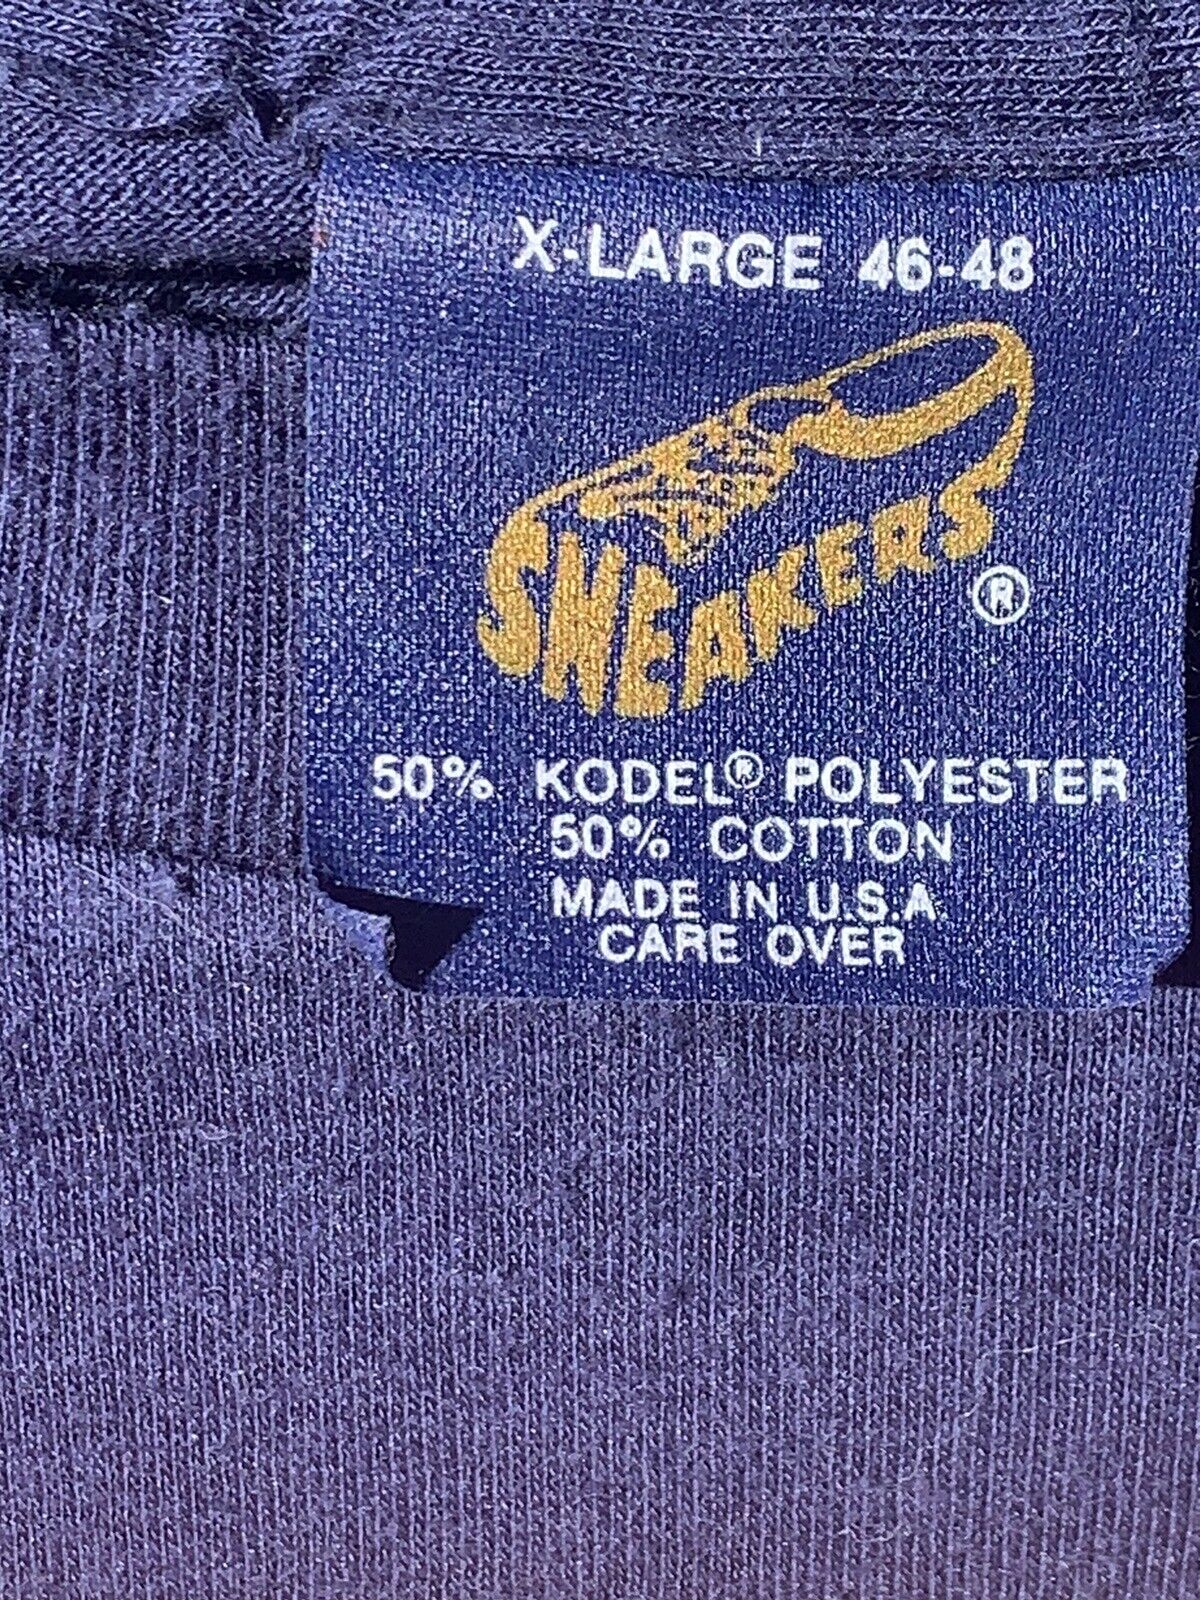 X-LARGE 46-48
SNEAKERS ®
50% KODEL® POLYESTER
50% COTTON
MADE IN U.S.A.
CARE OVER